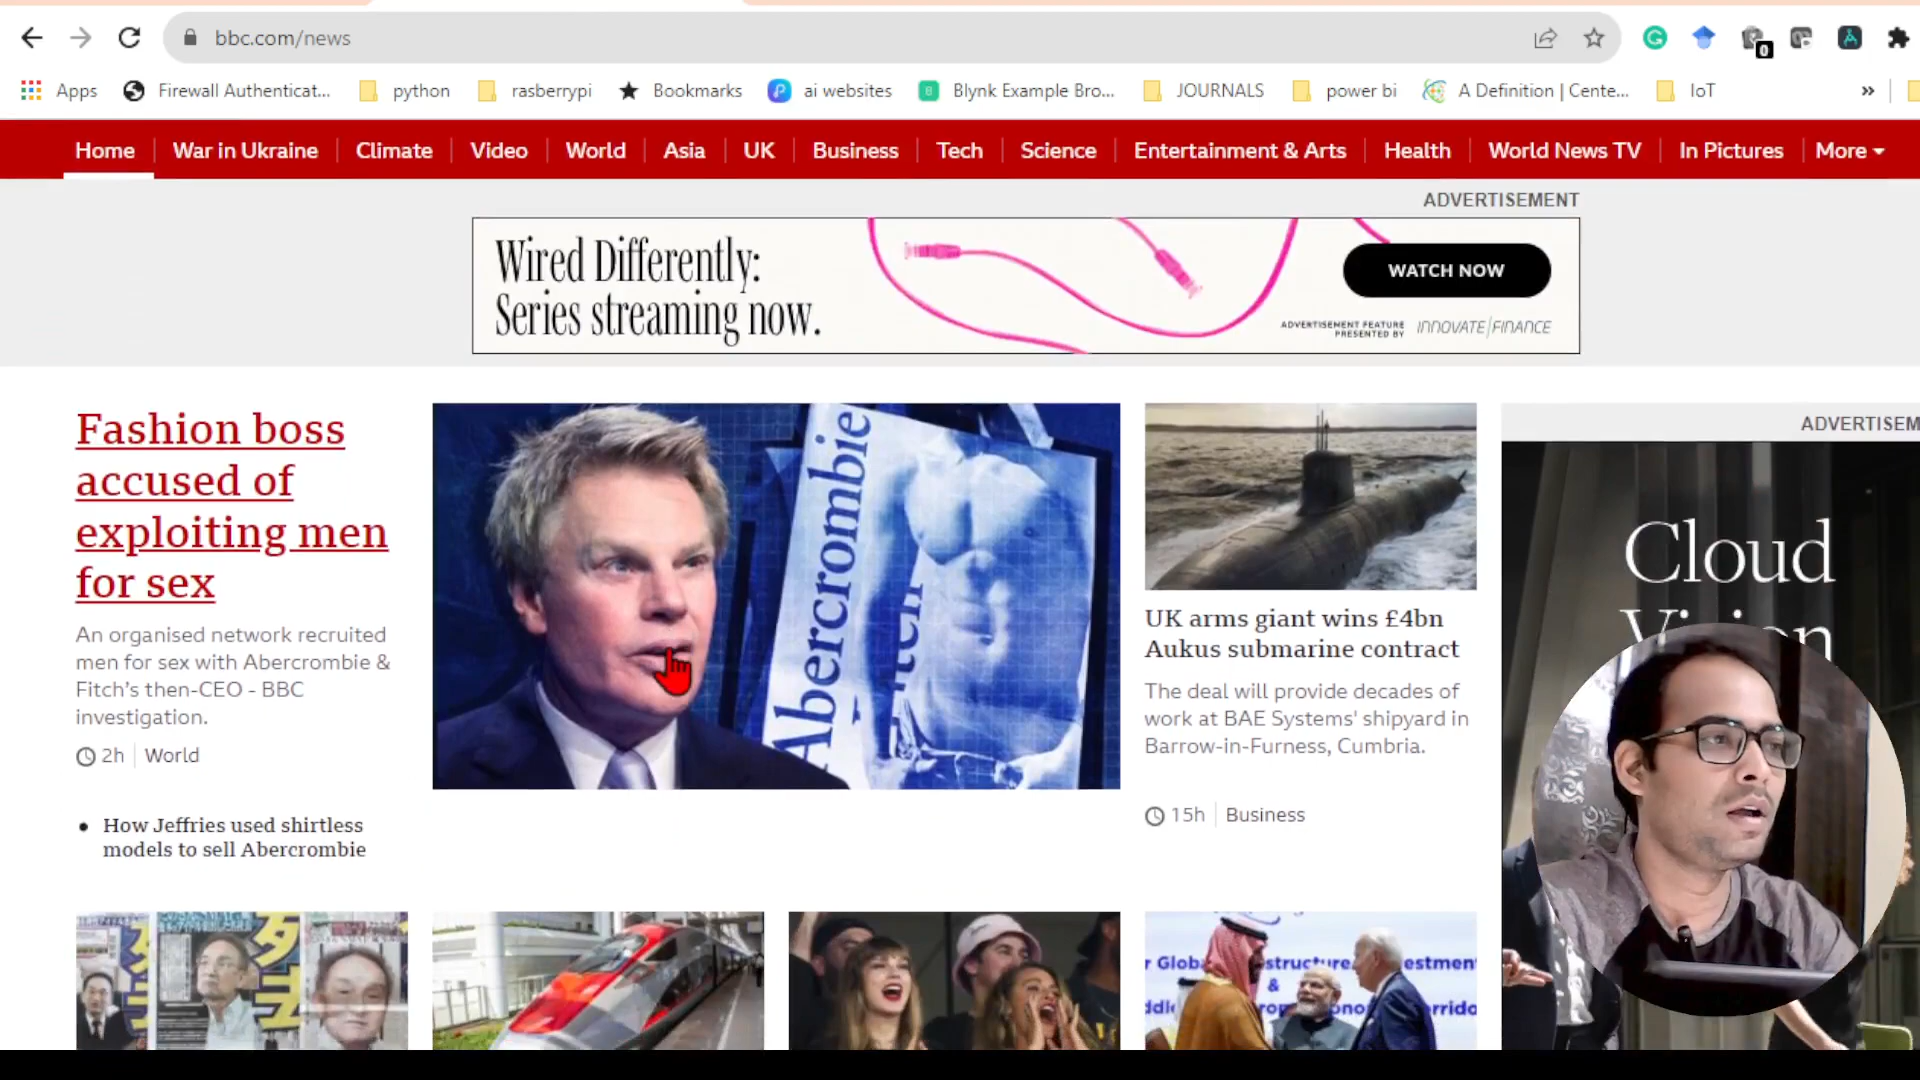 bbc.com/news
0
Apps
Firewall Authenticat...
python
rasberrypi
Bookmarks
ai websites
Blynk Example Bro...
JOURNALS
power bi
A Definition | Cente...
IoT
»
Home
War in Ukraine
Climate
Video
World
Asia
UK
Business
Tech
Science
Entertainment & Arts
Health
World News TV
In Pictures
More
ADVERTISEMENT
Wired Differently:
Series streaming now.
WATCH NOW
ADVERTISEMENT FEATURE
PRESENTED BY
INNOVATE/FINANCE
Fashion boss
accused of
exploiting men
for sex
An organised network recruited
men for sex with Abercrombie &
Fitch's then-CEO - BBC
investigation.
2h
World
How Jeffries used shirtless
models to sell Abercrombie
Abercrombie
UK arms giant wins £4bn
Aukus submarine contract
The deal will provide decades of
work at BAE Systems' shipyard in
Barrow-in-Furness, Cumbria.
15h
Business
ADVERTISEM
Cloud
Vision